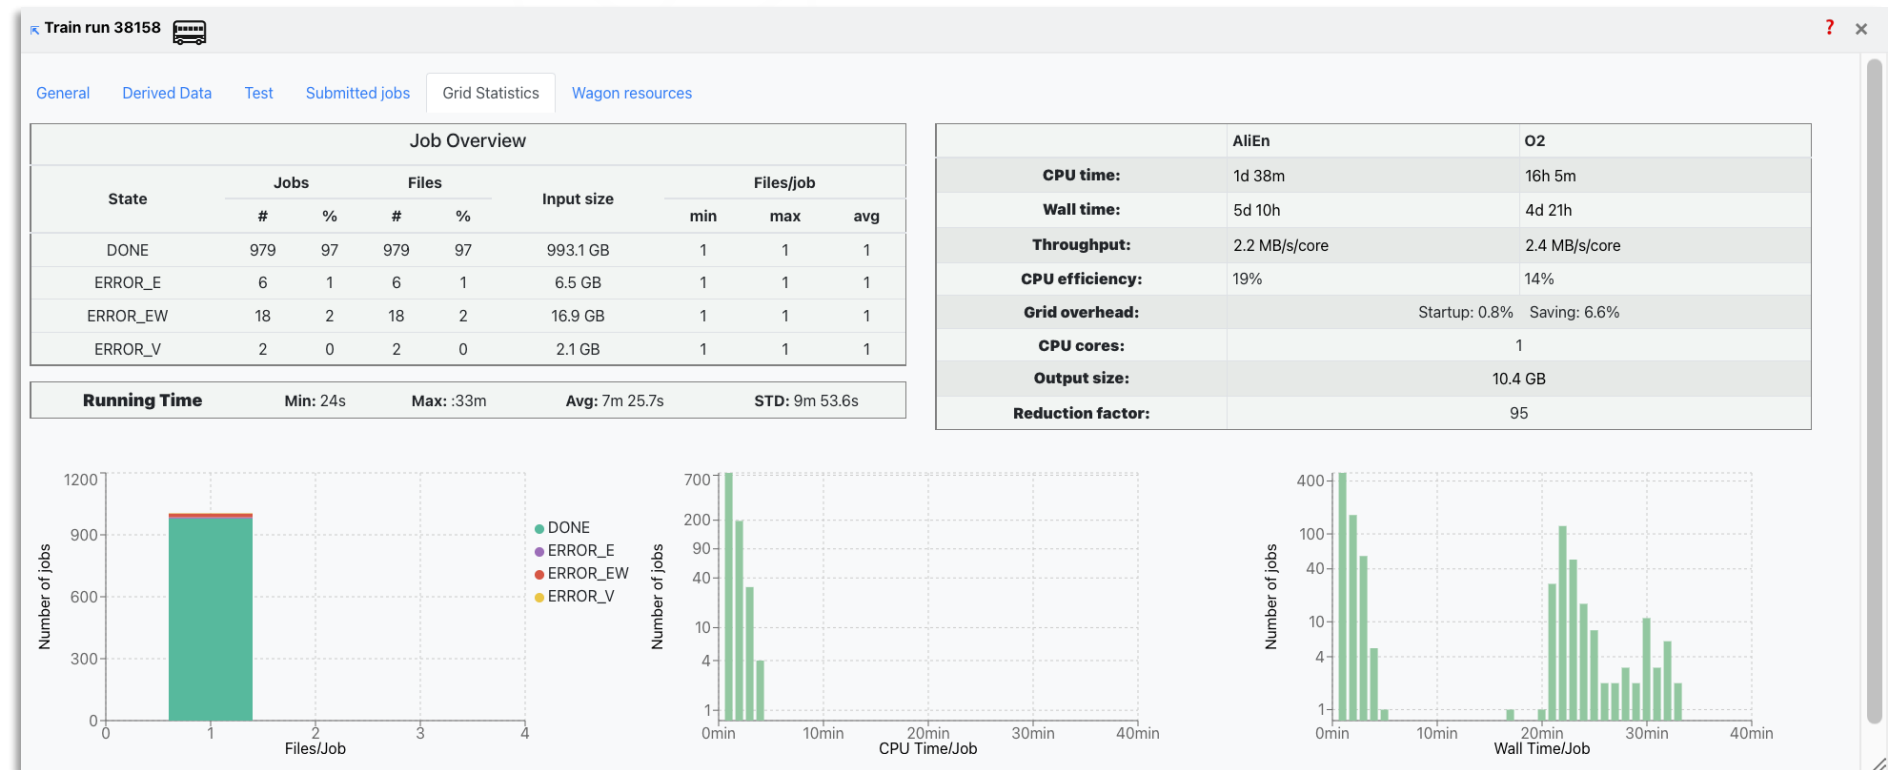 Train run 38158
? ×
General Derived Data Test Submitted jobs Grid Statistics Wagon resources
Job Overview
State Jobs Files Input size Files/job
# % # % min max avg
DONE 979 97 979 97 993.1 GB 1 1 1
ERROR_E 6 1 6 1 6.5 GB 1 1 1
ERROR_EW 18 2 18 2 16.9 GB 1 1 1
ERROR_V 2 0 2 0 2.1 GB 1 1 1
Running Time Min: 24s Max: :33m Avg: 7m 25.7s STD: 9m 53.6s
AliEn O2
CPU time: 1d 38m 16h 5m
Wall time: 5d 10h 4d 21h
Throughput: 2.2 MB/s/core 2.4 MB/s/core
CPU efficiency: 19% 14%
Grid overhead: Startup: 0.8% Saving: 6.6%
CPU cores: 1
Output size: 10.4 GB
Reduction factor: 95
Number of jobs
1200
900
600
300
0
0 1 2 3 4
Files/Job
DONE
ERROR_E
ERROR_EW
ERROR_V
Number of jobs
700
200
90
40
10
4
1
0min 10min 20min 30min 40min
CPU Time/Job
Number of jobs
400
100
40
10
4
1
0min 10min 20min 30min 40min
Wall Time/Job